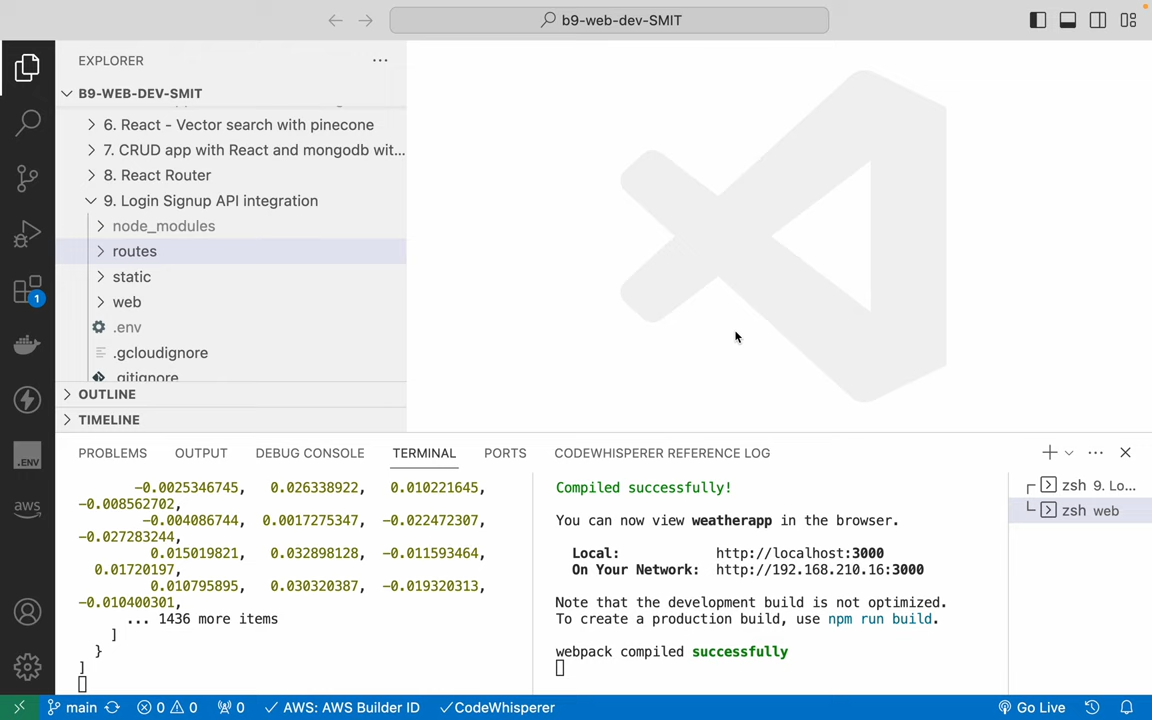 b9-web-dev-SMIT
EXPLORER
B9-WEB-DEV-SMIT
6. React - Vector search with pinecone
7. CRUD app with React and mongodb wit...
8. React Router
9. Login Signup API integration
node_modules
routes
static
web
.env
.gcloudignore
.gitignore
OUTLINE
TIMELINE
1
.ENV
aws
PROBLEMS
OUTPUT
DEBUG CONSOLE
TERMINAL
PORTS
CODEWHISPERER REFERENCE LOG
-0.0025346745, 0.026338922, 0.010221645,
-0.008562702,
-0.004086744, 0.0017275347, -0.022472307,
-0.027283244,
0.015019821, 0.032898128, -0.011593464,
0.01720197,
0.010795895, 0.030320387, -0.019320313,
-0.010400301,
... 1436 more items
]
}
]
Compiled successfully!
You can now view weatherapp in the browser.
Local: http://localhost:3000
On Your Network: http://192.168.210.16:3000
Note that the development build is not optimized.
To create a production build, use npm run build.
webpack compiled successfully
zsh 9. Lo...
zsh web
main
0 0
0
AWS: AWS Builder ID
CodeWhisperer
Go Live